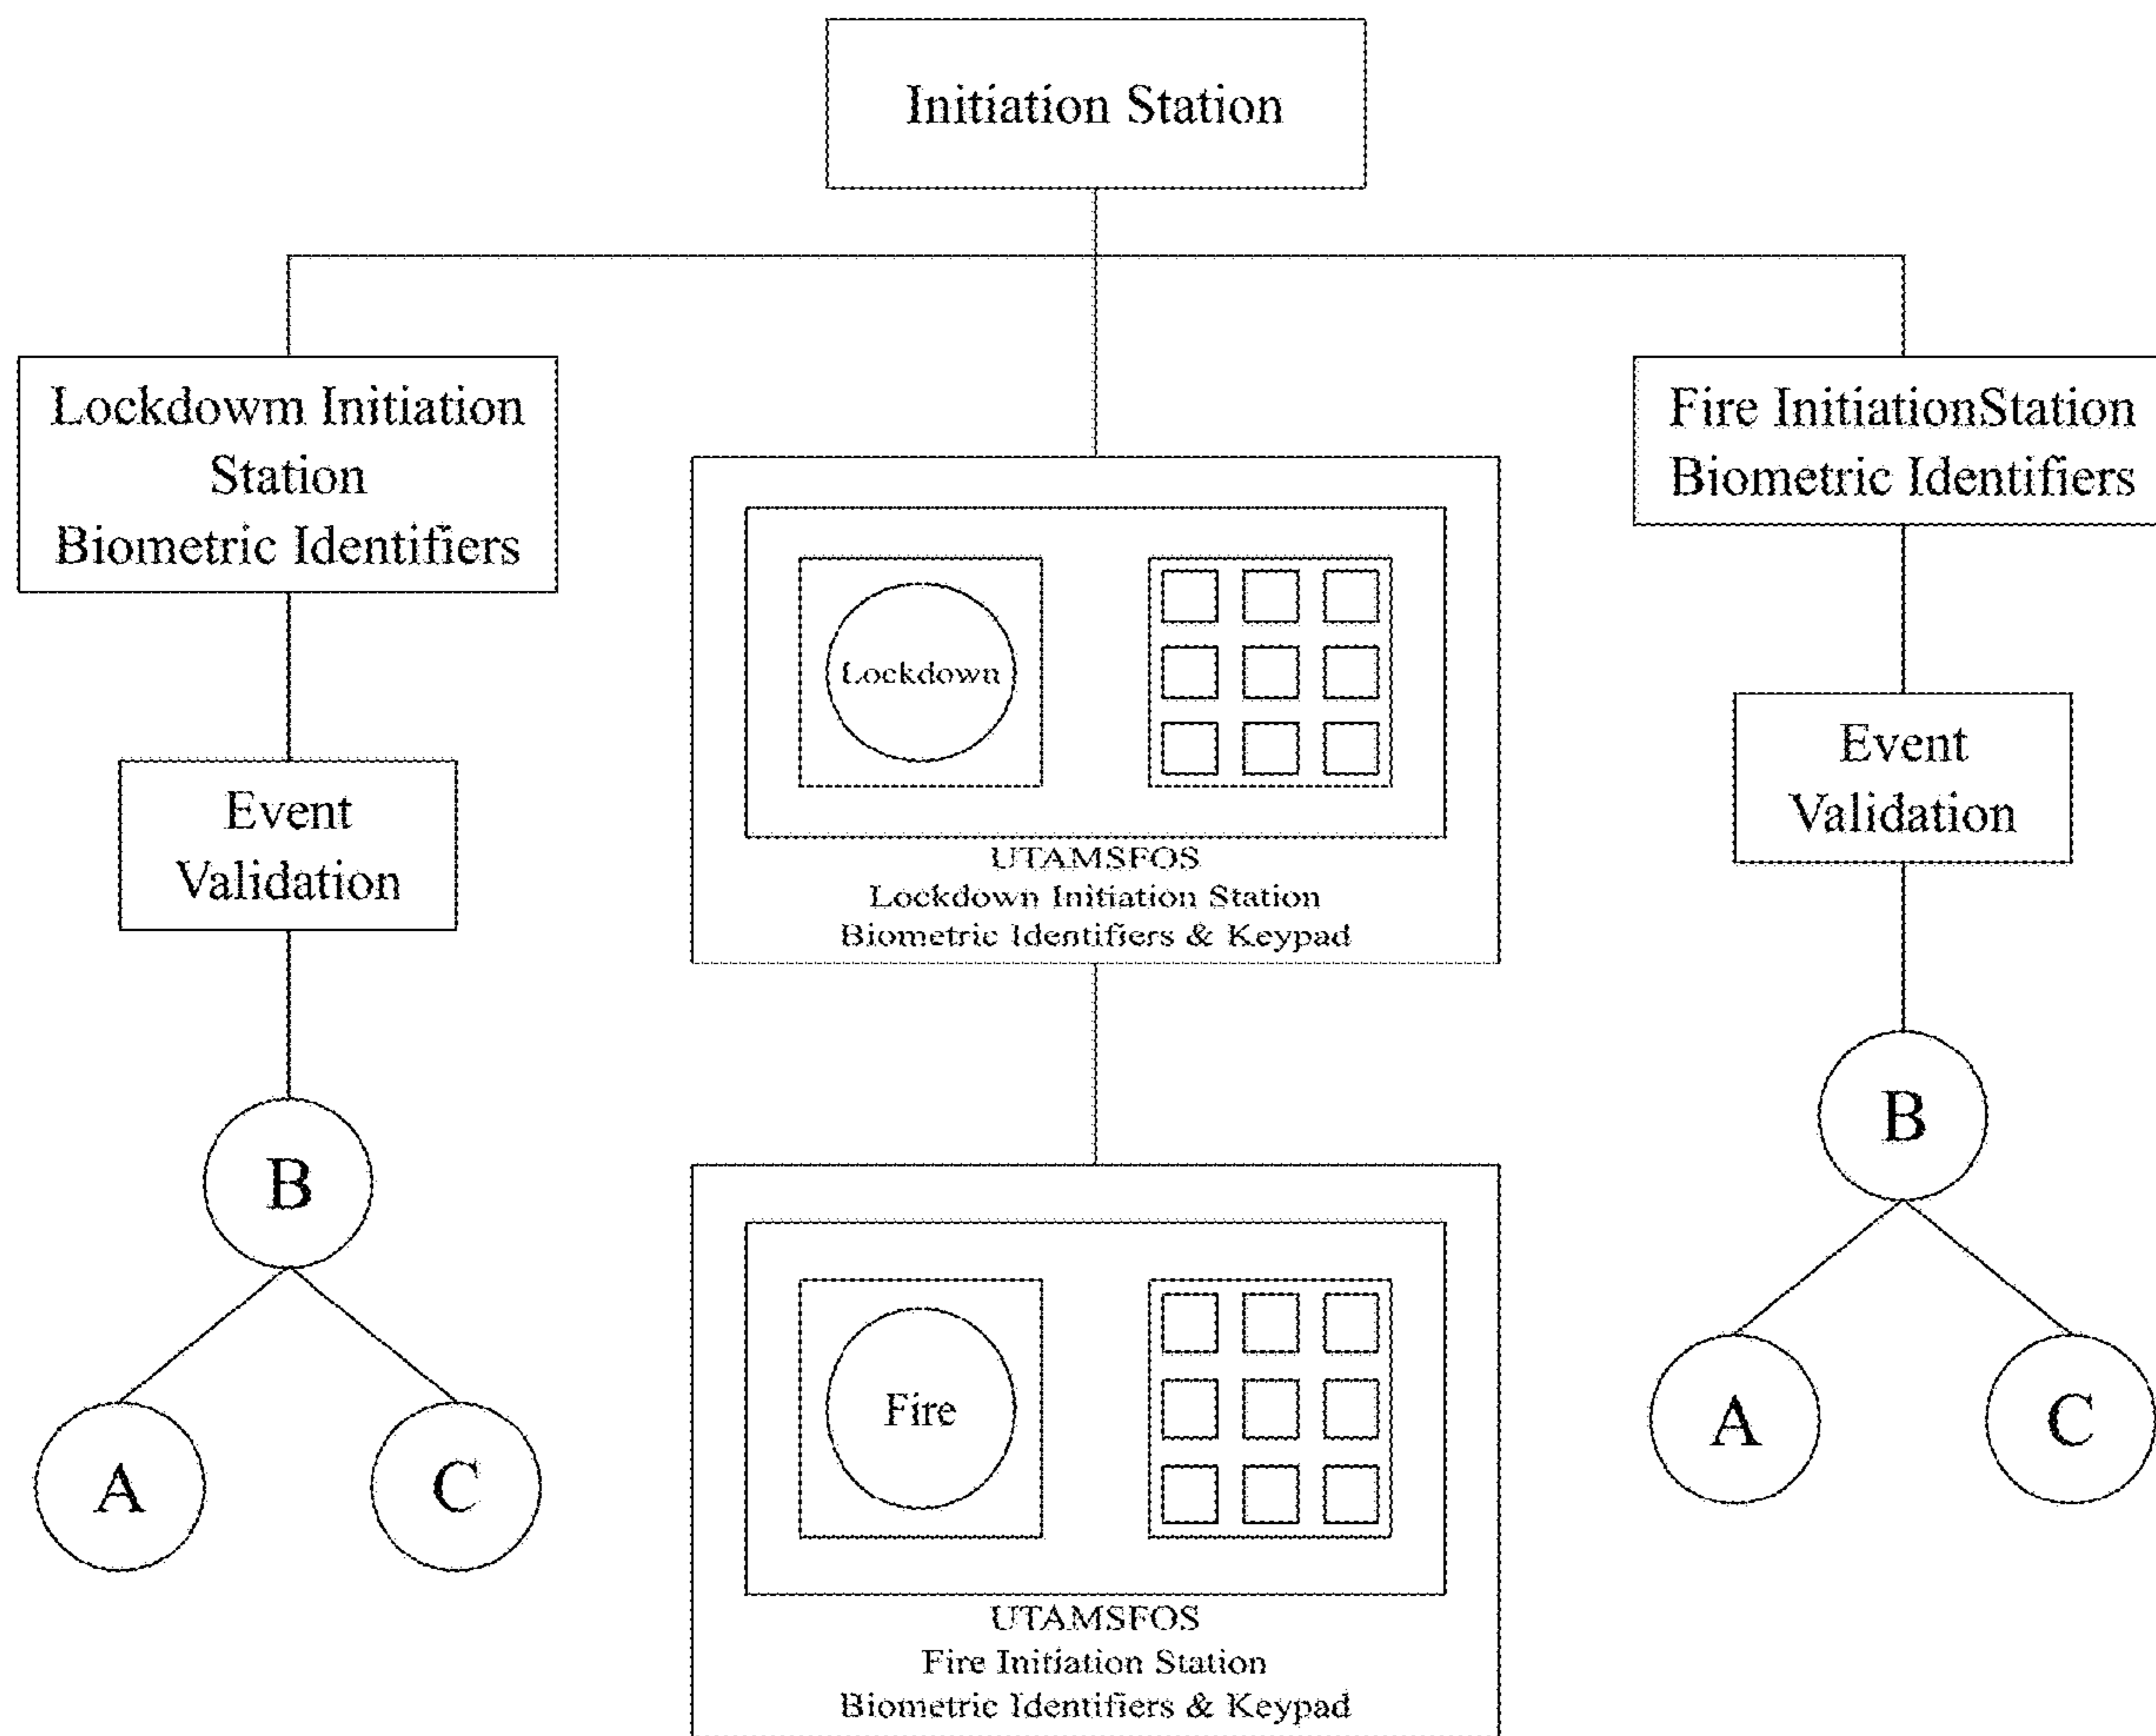 Initiation Station
Lockdowm Initiation
Station
Biometric Identifiers
Event
Validation
B
A
C
Lockdown
UTAMSFOS
Lockdown Initiation Station
Biometric Identifiers & Keypad
Fire
UTAMSFOS
Fire Initiation Station
Biometric Identifiers & Keypad
Fire InitiationStation
Biometric Identifiers
Event
Validation
B
A
C